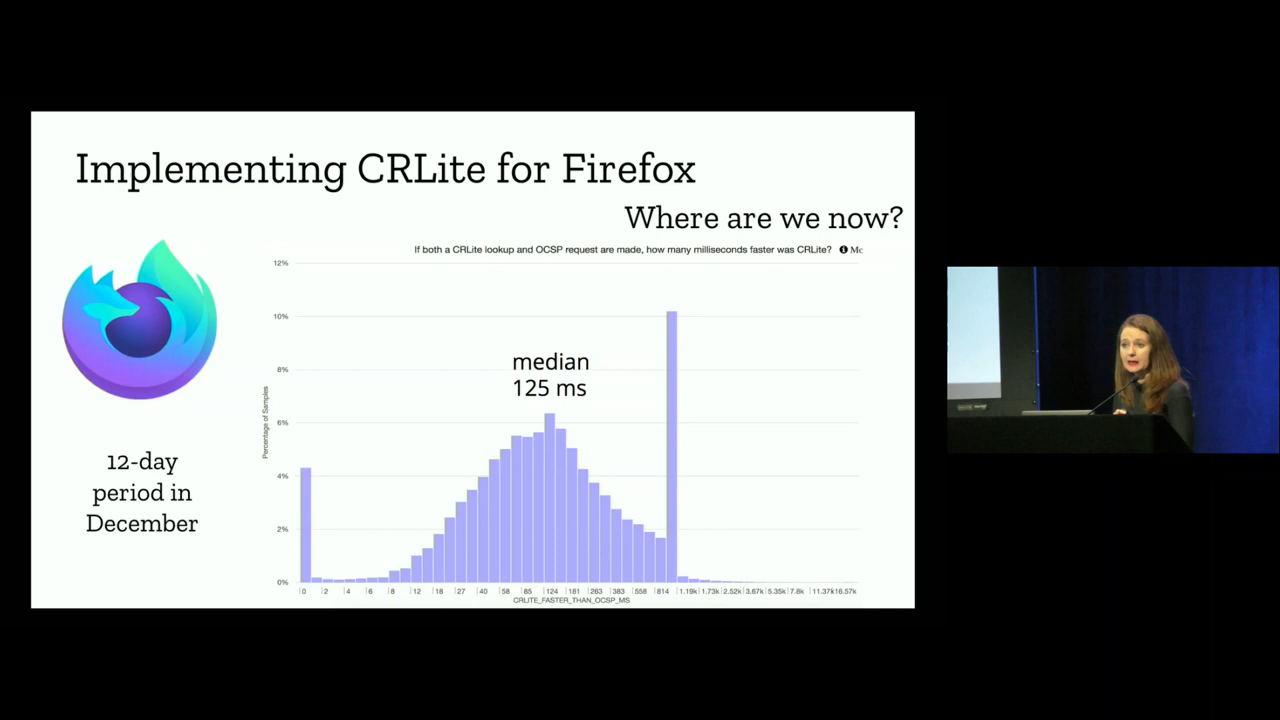 Implementing CRLite for Firefox
Where are we now?
If both a CRLite lookup and OCSP request are made, how many milliseconds faster was CRLite? Mc
12%
10%
8%
6%
4%
2%
0%
Percentage of Samples
median
125 ms
12-day
period in
December
0 2 4 6 8 12 18 27 40 58 85 124 181 263 383 558 814 1.19k 1.73k 2.52k 3.67k 5.35k 7.8k 11.37k 16.57k
CRLITE_FASTER_THAN_OCSP_MS